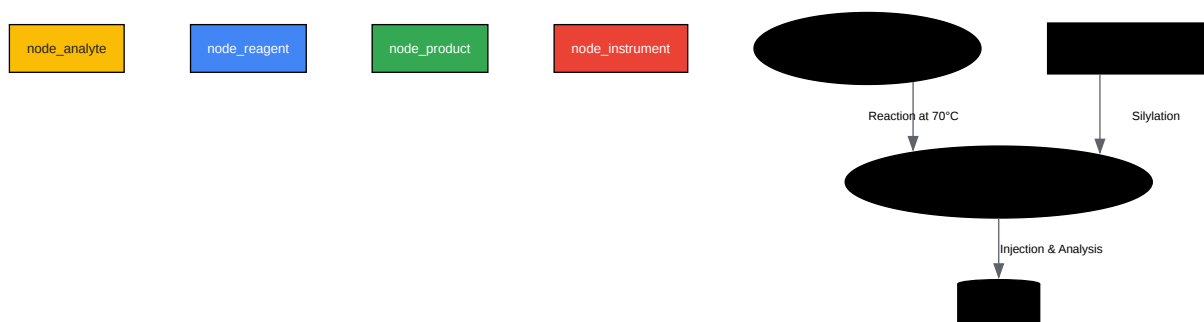 node_analyte
node_reagent
node_product
node_instrument
Reaction at 70°C
Silylation
Injection & Analysis